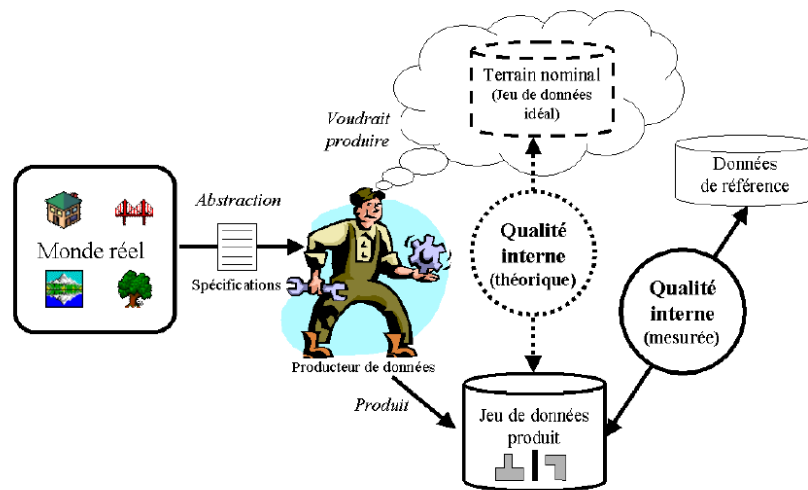 Terrain nominal
(Jeu de données
idéal)
Voudrait
produire
Données
de référence
Abstraction
Monde réel
Spécifications
Qualité
interne
(théorique)
Qualité
interne
(mesurée)
Producteur de données
Produit
Jeu de données
produit